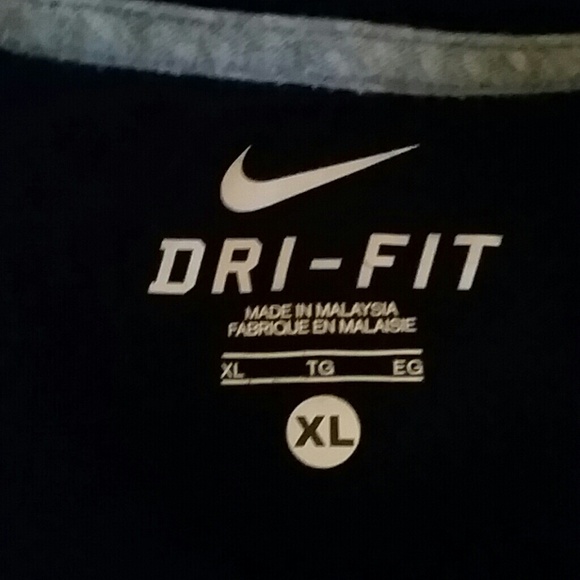 DRI-FIT
MADE IN MALAYSIA
FABRIQUE EN MALAISIE
XL TG EG
XL